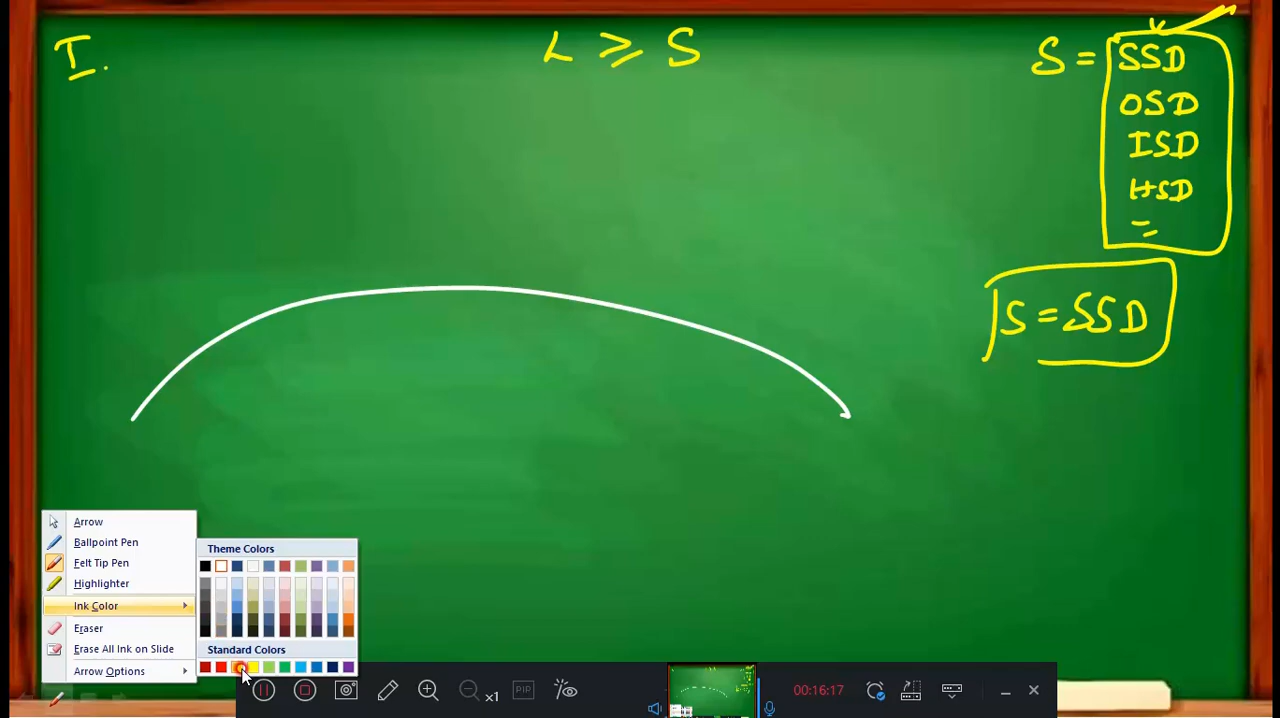 I.
L ≥ S
S = SSD
OSD
ISD
HSD
S = SSD
Arrow
Ballpoint Pen
Felt Tip Pen
Highlighter
Ink Color
Eraser
Erase All Ink on Slide
Arrow Options
Theme Colors
Standard Colors
x1
PIP
00:16:17